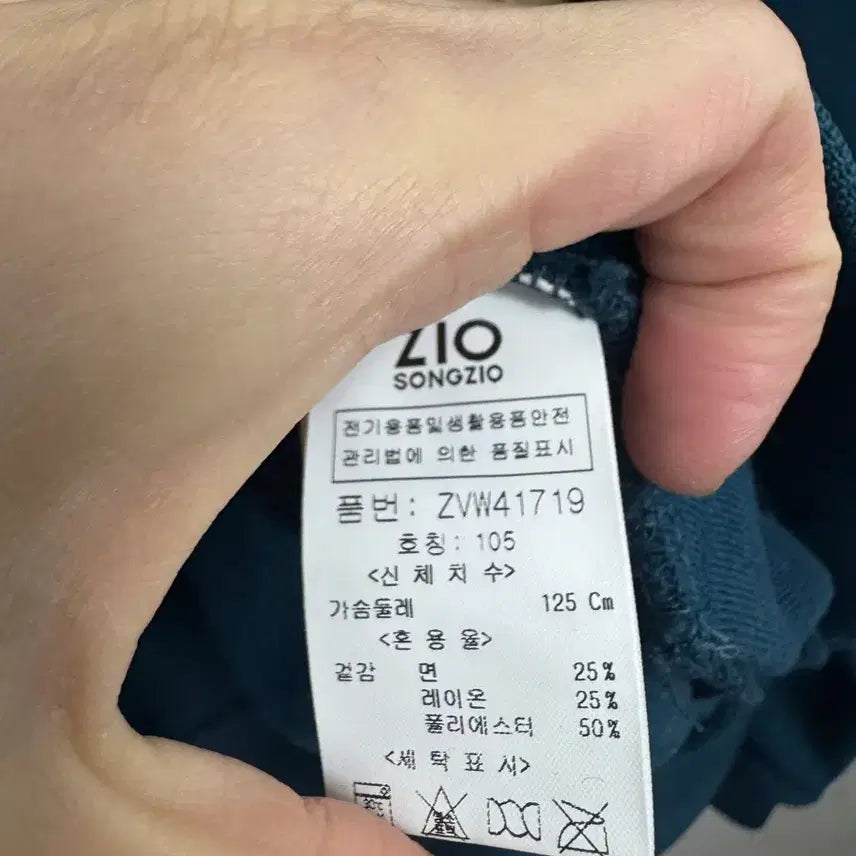 ZIO
SONGZIO
전기용품및생활용품안전
관리법에 의한 품질표시
품번: ZVW41719
호칭: 105
<신 체 치 수>
가슴둘레 125 Cm
<혼 용 율>
겉감 면 25%
레이온 25%
폴리에스터 50%
<세 탁 표 시>